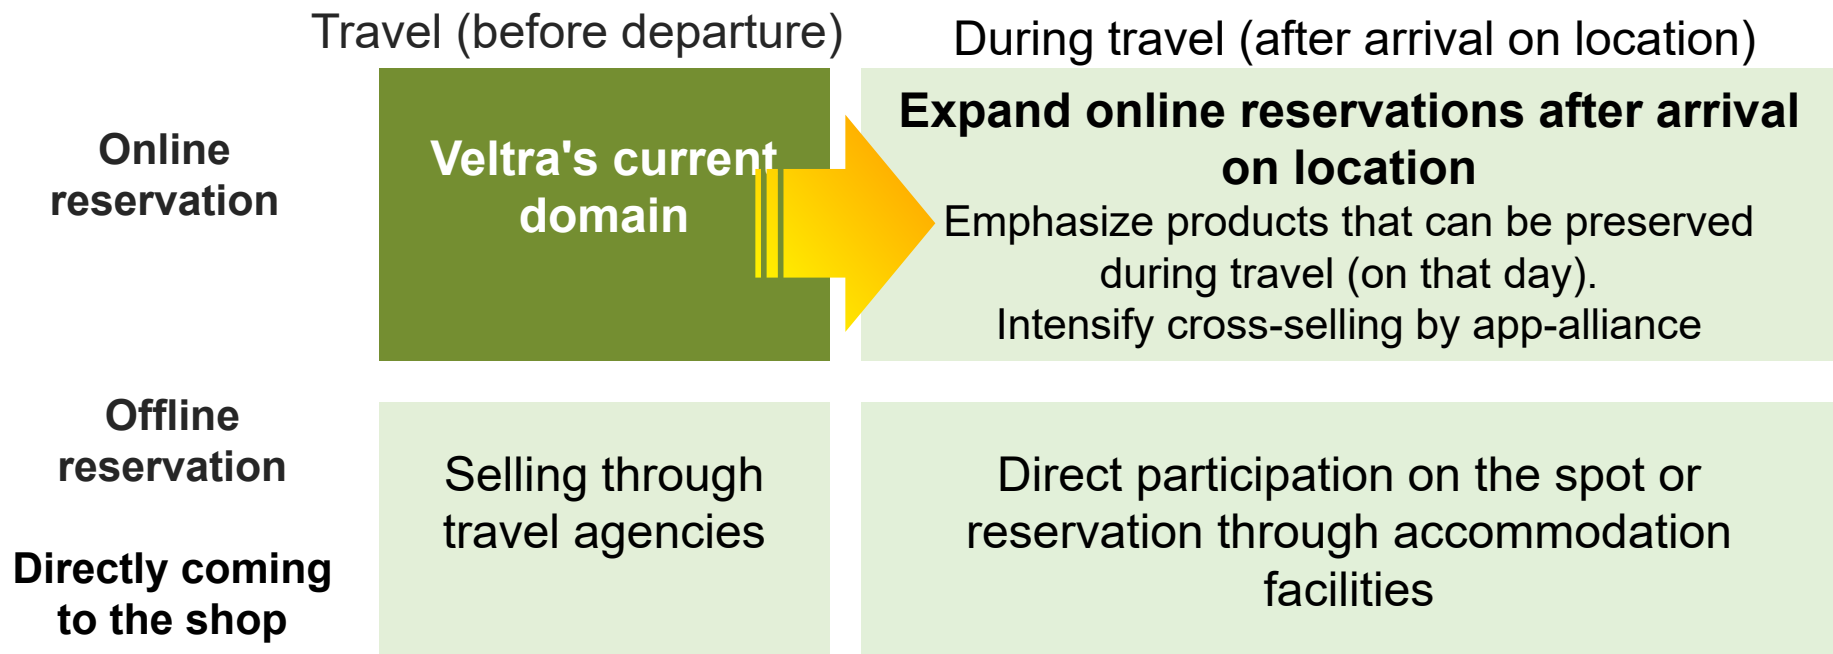 Travel (before departure)
During travel (after arrival on location)
Online
reservation
Veltra's current
domain
Expand online reservations after arrival
on location
Emphasize products that can be preserved
during travel (on that day).
Intensify cross-selling by app-alliance
Offline
reservation
Directly coming
to the shop
Selling through
travel agencies
Direct participation on the spot or
reservation through accommodation
facilities